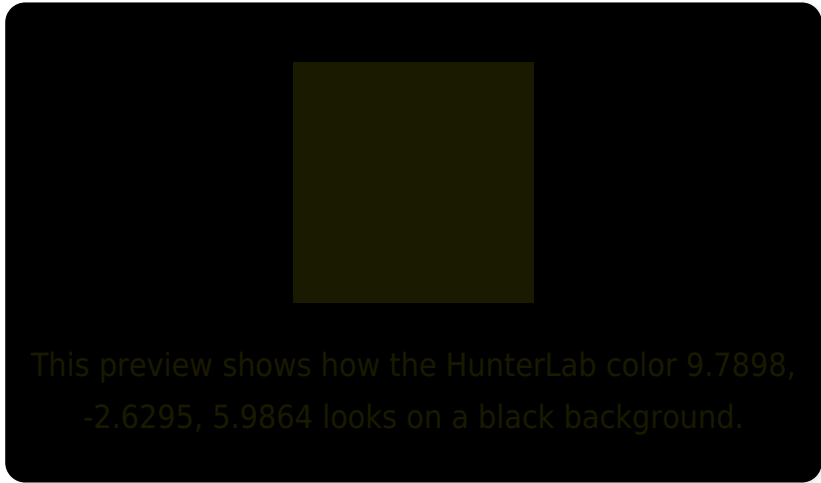 This preview shows how the HunterLab color 9.7898,
-2.6295, 5.9864 looks on a black background.